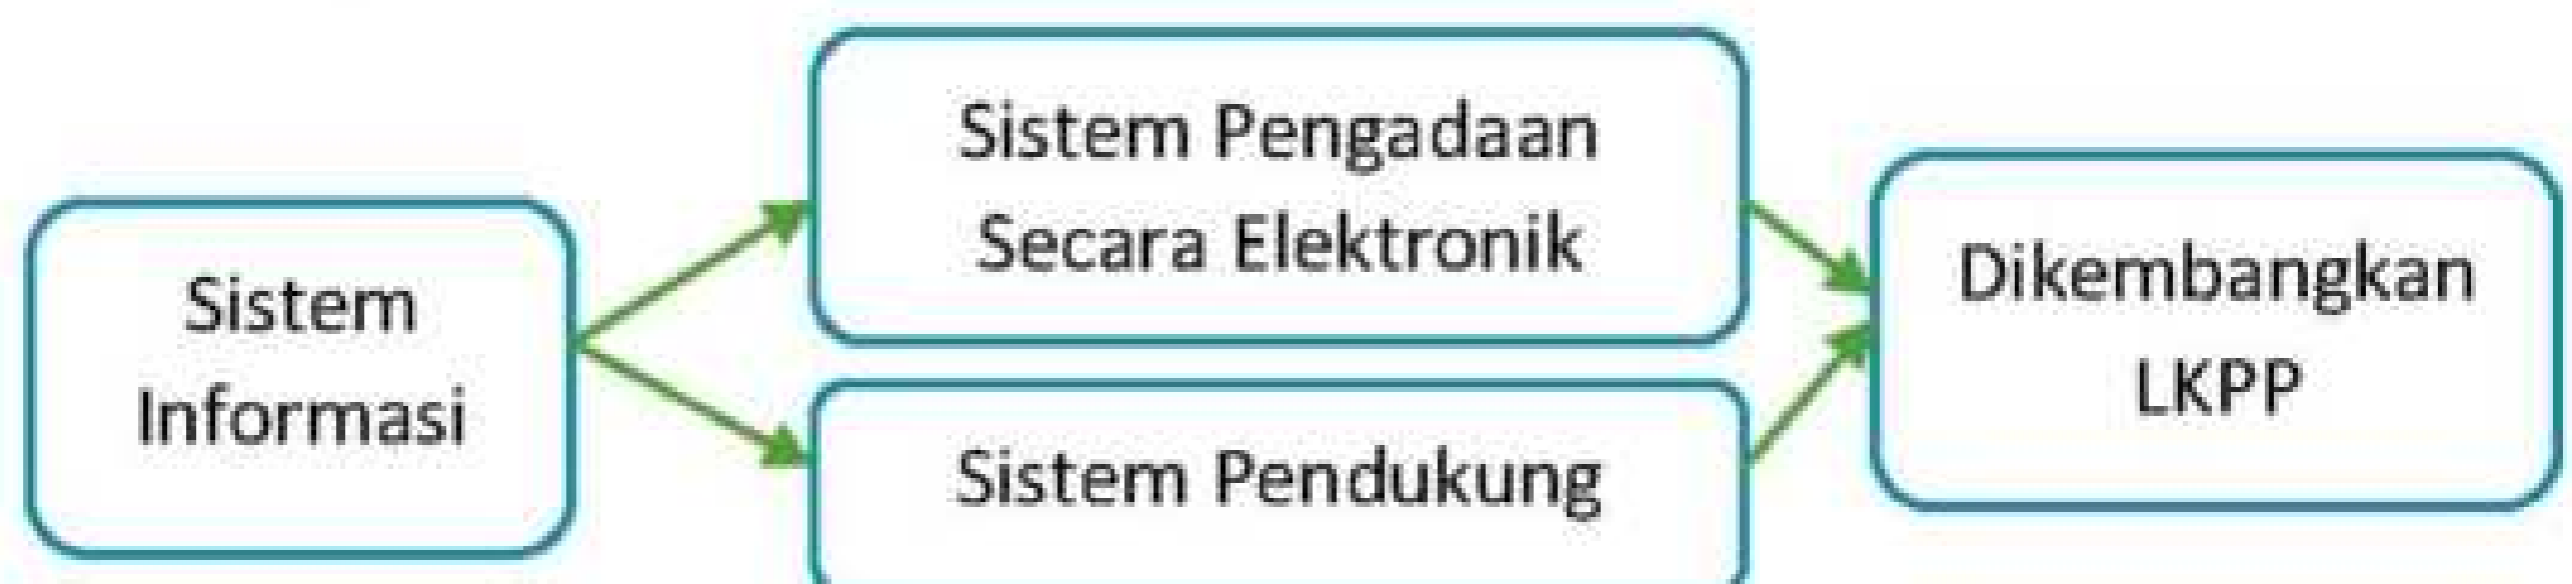 Sistem
Informasi
Sistem Pengadaan
Secara Elektronik
Sistem Pendukung
Dikembangkan
LKPP